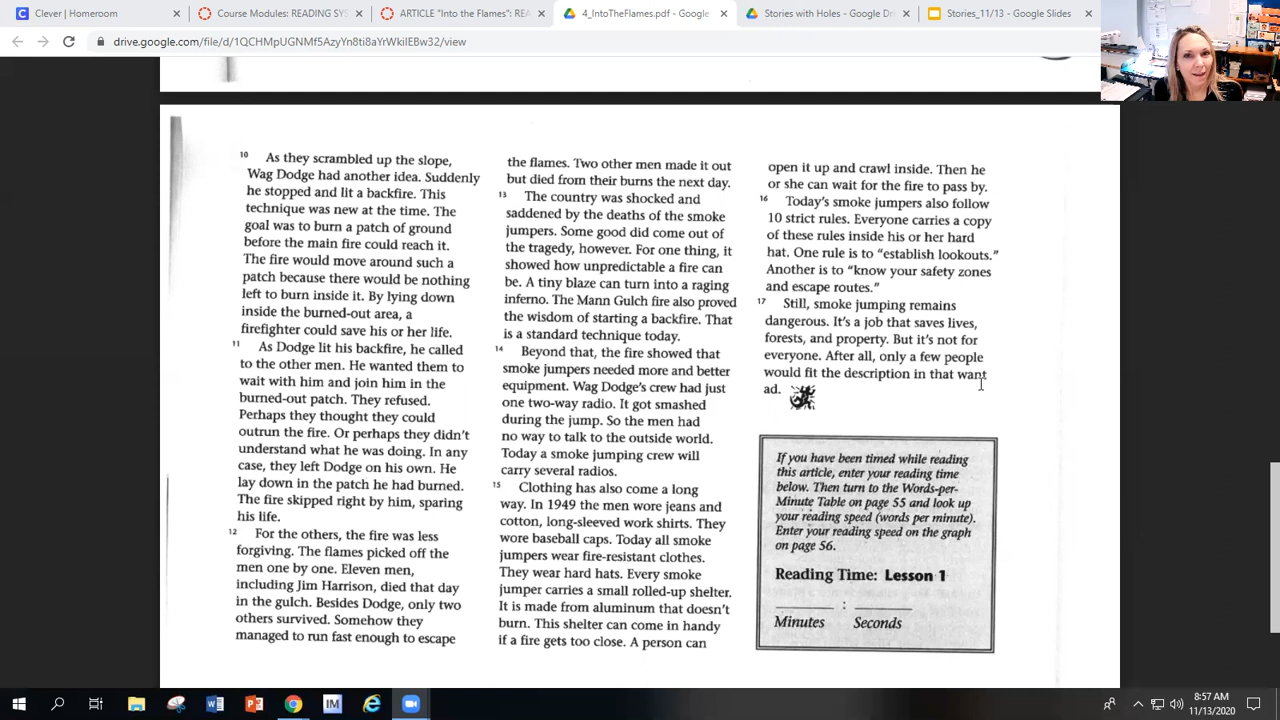 Clever | Homeroom
Course Modules: READING SYS
ARTICLE "Into the Flames": REA
4_IntoTheFlames.pdf - Google
Stories with Holes - Google Do
Stories_11/13 - Google Slides
drive.google.com/file/d/1QCHMpUGNMf5AzyYn8ti8aYrWkiIEBw32/view
10 As they scrambled up the slope,
Wag Dodge had another idea. Suddenly
he stopped and lit a backfire. This
technique was new at the time. The
goal was to burn a patch of ground
before the main fire could reach it.
The fire would move around such a
patch because there would be nothing
left to burn inside it. By lying down
inside the burned-out area, a
firefighter could save his or her life.
11 As Dodge lit his backfire, he called
to the other men. He wanted them to
wait with him and join him in the
burned-out patch. They refused.
Perhaps they thought they could
outrun the fire. Or perhaps they didn't
understand what he was doing. In any
case, they left Dodge on his own. He
lay down in the patch he had burned.
The fire skipped right by him, sparing
his life.
12 For the others, the fire was less
forgiving. The flames picked off the
men one by one. Eleven men,
including Jim Harrison, died that day
in the gulch. Besides Dodge, only two
others survived. Somehow they
managed to run fast enough to escape
the flames. Two other men made it out
but died from their burns the next day.
13 The country was shocked and
saddened by the deaths of the smoke
jumpers. Some good did come out of
the tragedy, however. For one thing, it
showed how unpredictable a fire can
be. A tiny blaze can turn into a raging
inferno. The Mann Gulch fire also proved
the wisdom of starting a backfire. That
is a standard technique today.
14 Beyond that, the fire showed that
smoke jumpers needed more and better
equipment. Wag Dodge's crew had just
one two-way radio. It got smashed
during the jump. So the men had
no way to talk to the outside world.
Today a smoke jumping crew will
carry several radios.
15 Clothing has also come a long
way. In 1949 the men wore jeans and
cotton, long-sleeved work shirts. They
wore baseball caps. Today all smoke
jumpers wear fire-resistant clothes.
They wear hard hats. Every smoke
jumper carries a small rolled-up shelter.
It is made from aluminum that doesn't
burn. This shelter can come in handy
if a fire gets too close. A person can
open it up and crawl inside. Then he
or she can wait for the fire to pass by.
16 Today's smoke jumpers also follow
10 strict rules. Everyone carries a copy
of these rules inside his or her hard
hat. One rule is to "establish lookouts."
Another is to "know your safety zones
and escape routes."
17 Still, smoke jumping remains
dangerous. It's a job that saves lives,
forests, and property. But it's not for
everyone. After all, only a few people
would fit the description in that want
ad.
If you have been timed while reading
this article, enter your reading time
below. Then turn to the Words-per-
Minute Table on page 55 and look up
your reading speed (words per minute).
Enter your reading speed on the graph
on page 56.
Reading Time: Lesson 1
:
Minutes Seconds
IM
8:57 AM
11/13/2020